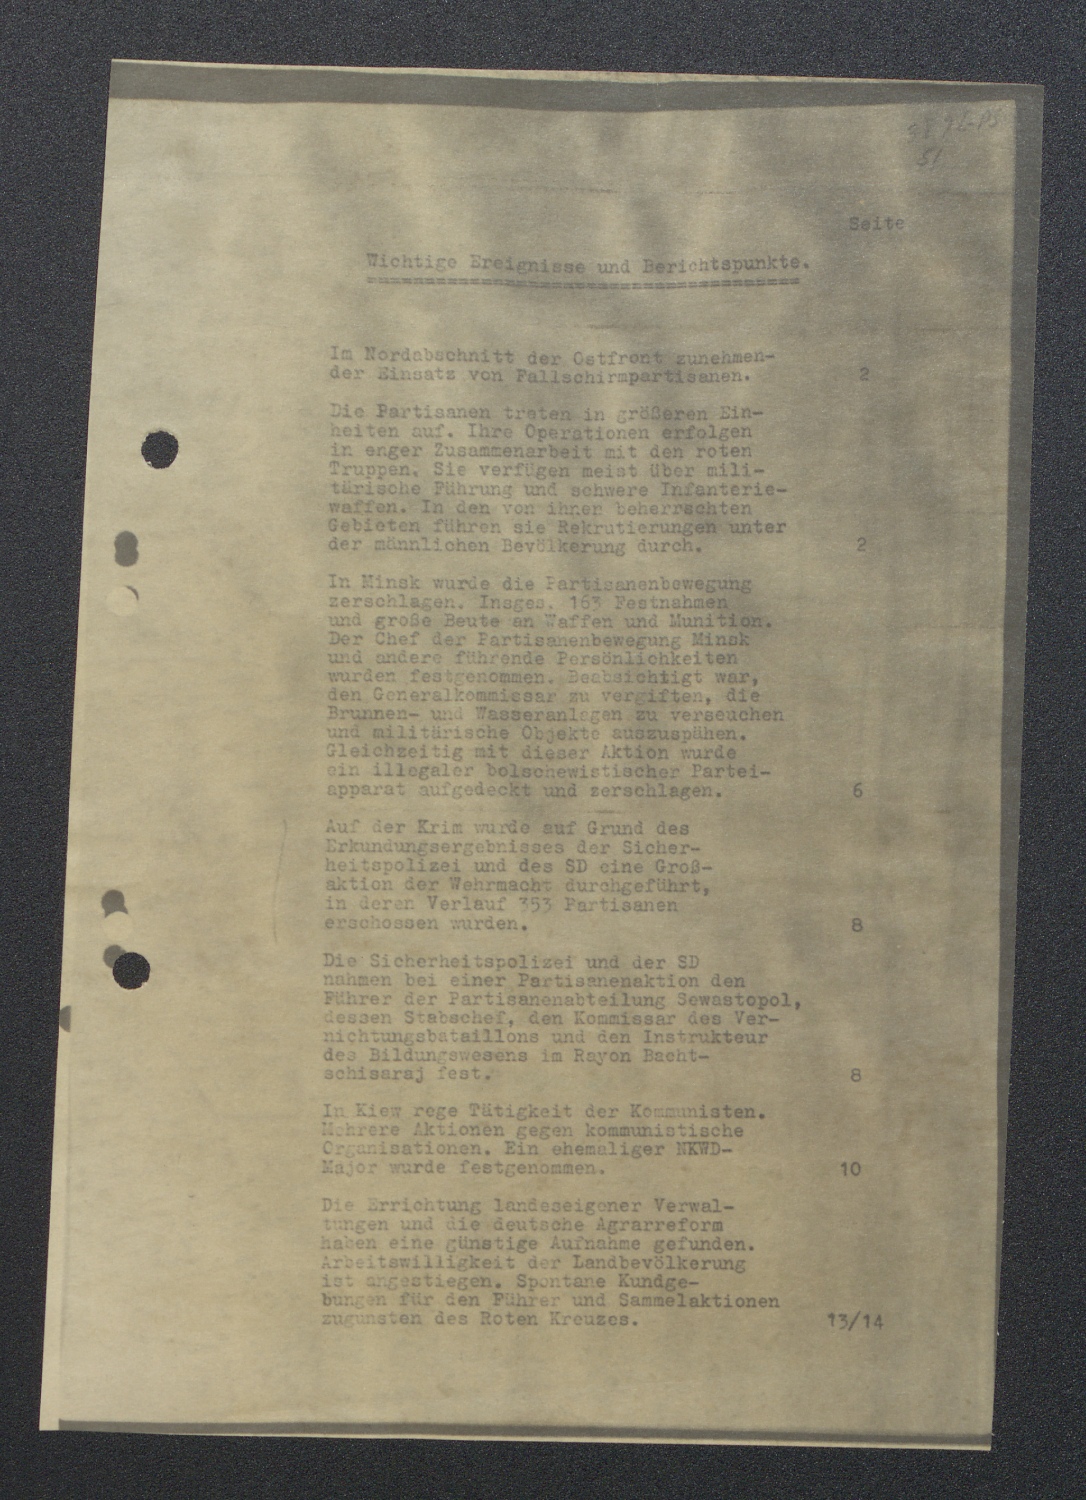 Seite
Wichtige Ereignisse und Berichtspunkte.
Im Nordabschnitt der Ostfront zunehmen-
der Einsatz von Fallschirmpartisanen. 2
Die Partisanen treten in größeren Ein-
heiten auf. Ihre Operationen erfolgen
in enger Zusammenarbeit mit den roten
Truppen. Sie verfügen meist über mili-
tärische Führung und schwere Infanterie-
waffen. In den von ihner beherrschten
Gebieten führen sie Rekrutierungen unter
der männlichen Bevölkerung durch. 2
In Minsk wurde die Partisanenbewegung
zerschlagen. Insges. 163 Festnahmen
und große Beute an Waffen und Munition.
Der Chef der Partisanenbewegung Minsk
und andere führende Persönlichkeiten
wurden festgenommen. Beabsichtigt war,
den Generalkommissar zu vergiften, die
Brunnen- und Wasseranlagen zu verseuchen
und militärische Objekte auszuspähen.
Gleichzeitig mit dieser Aktion wurde
ein illegaler bolschewistischer Partei-
apparat aufgedeckt und zerschlagen. 6
Auf der Krim wurde auf Grund des
Erkundungsergebnisses der Sicher-
heitspolizei und des SD eine Groß-
aktion der Wehrmacht durchgeführt,
in deren Verlauf 353 Partisanen
erschossen wurden. 8
Die Sicherheitspolizei und der SD
nahmen bei einer Partisanenaktion den
Führer der Partisanenabteilung Sewastopol,
dessen Stabschef, den Kommissar des Ver-
nichtungsbataillons und den Instrukteur
des Bildungswesens im Rayon Bacht-
schisaraj fest. 8
In Kiew rege Tätigkeit der Kommunisten.
Mehrere Aktionen gegen kommunistische
Organisationen. Ein ehemaliger NKWD-
Major wurde festgenommen. 10
Die Errichtung landeseigener Verwal-
tungen und die deutsche Agrarreform
haben eine günstige Aufnahme gefunden.
Arbeitswilligkeit der Landbevölkerung
ist angestiegen. Spontane Kundge-
bungen für den Führer und Sammelaktionen
zugunsten des Roten Kreuzes. 13/14